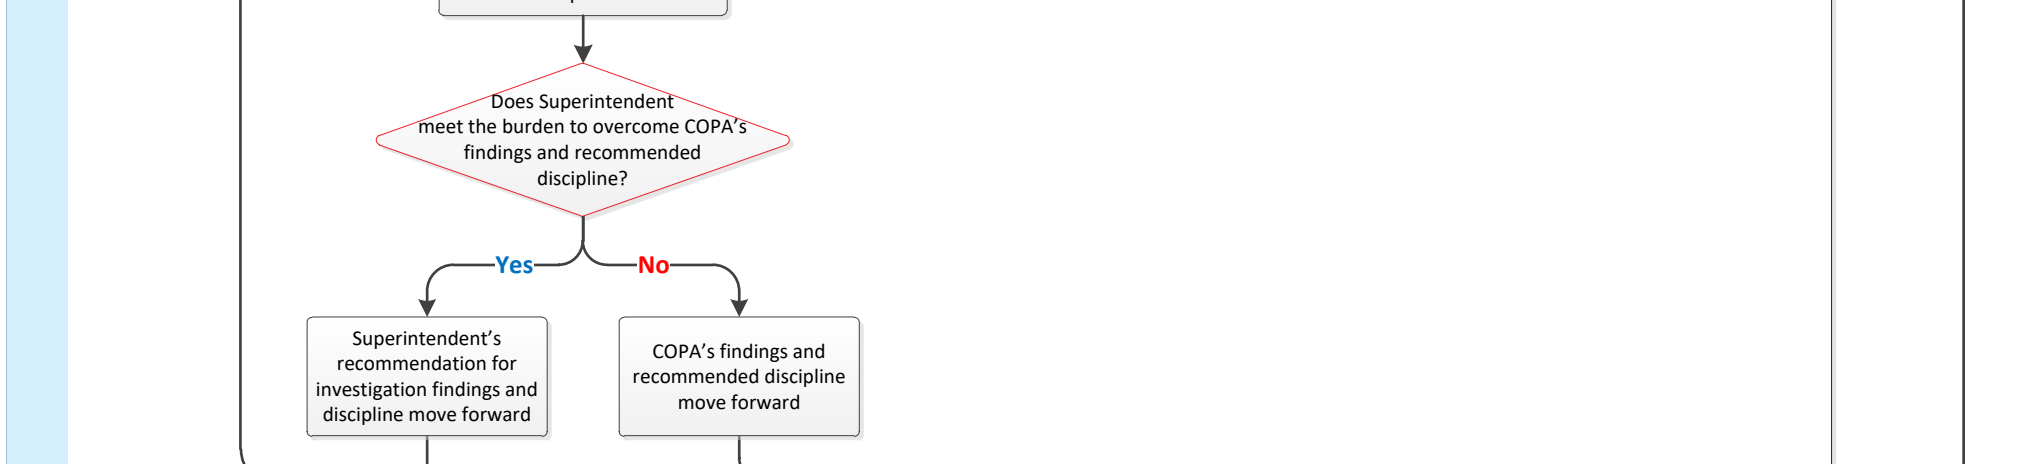 Does Superintendent
meet the burden to overcome COPA's
findings and recommended
discipline?
Yes
No
Superintendent's
recommendation for
investigation findings and
discipline move forward
COPA's findings and
recommended discipline
move forward